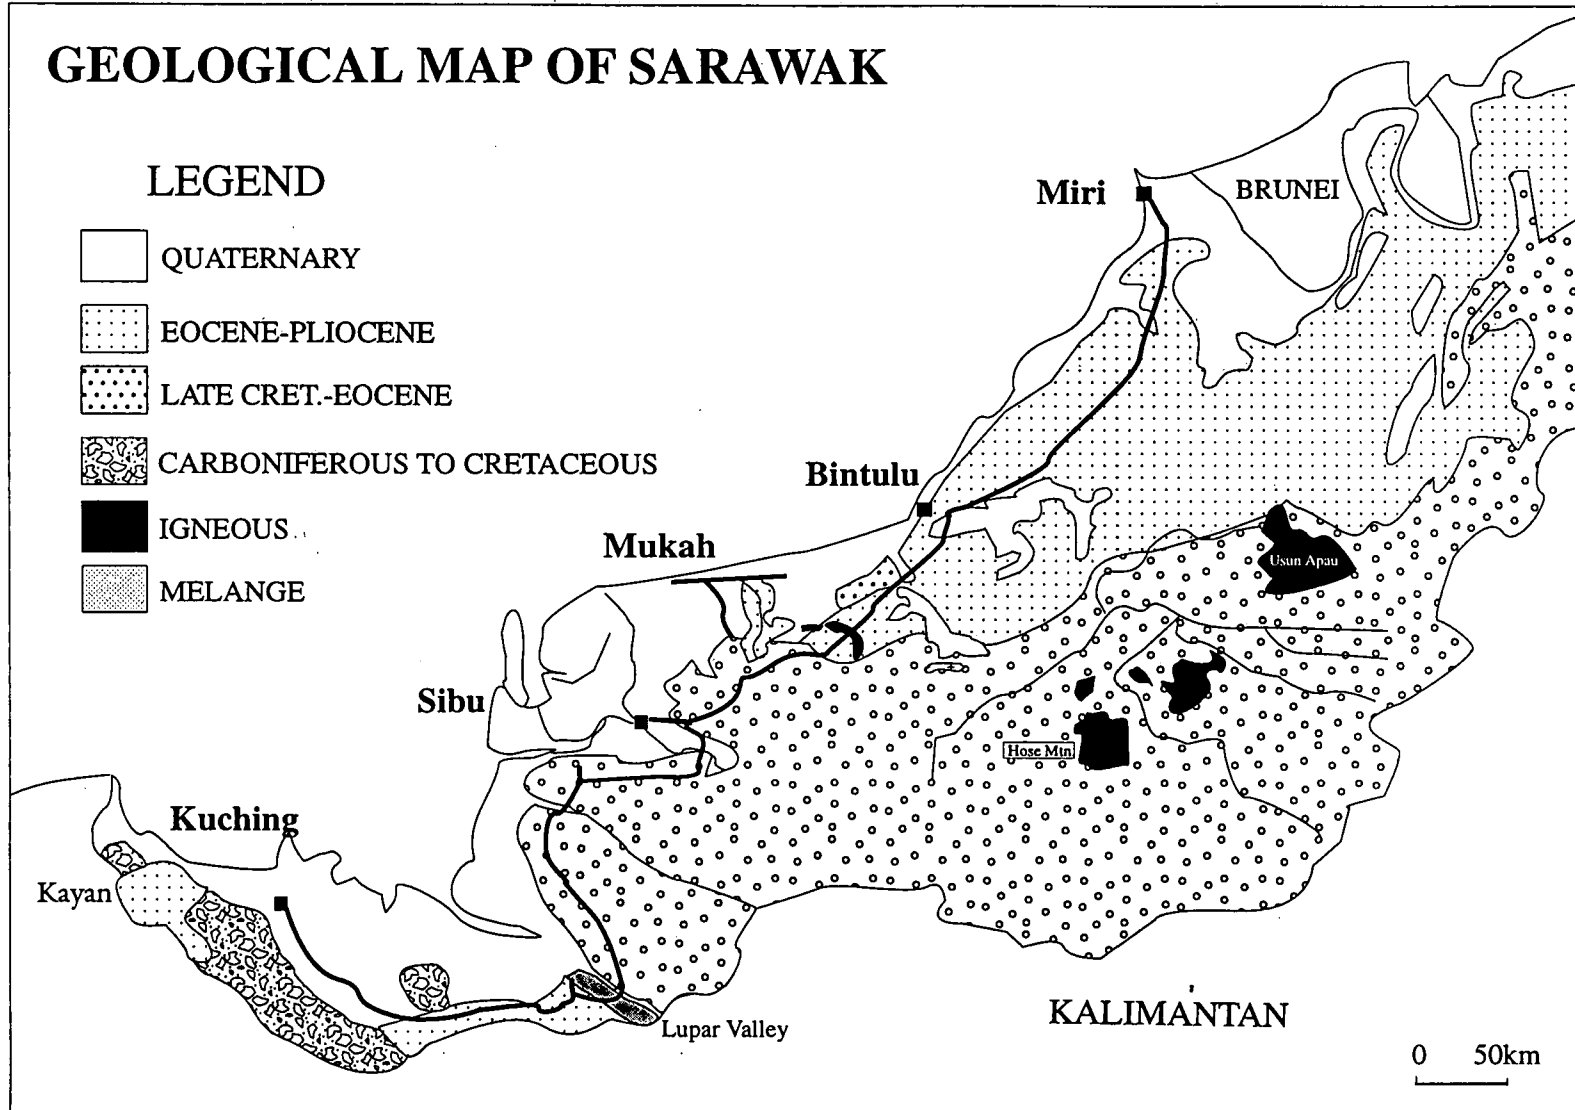 GEOLOGICAL MAP OF SARAWAK
LEGEND
QUATERNARY
EOCENE-PLIOCENE
LATE CRET.-EOCENE
CARBONIFEROUS TO CRETACEOUS
IGNEOUS
MELANGE
Miri
BRUNEI
Bintulu
Mukah
Usun Apau
Sibu
Hose Mtn
Kuching
Kayan
Lupar Valley
KALIMANTAN
0 50km